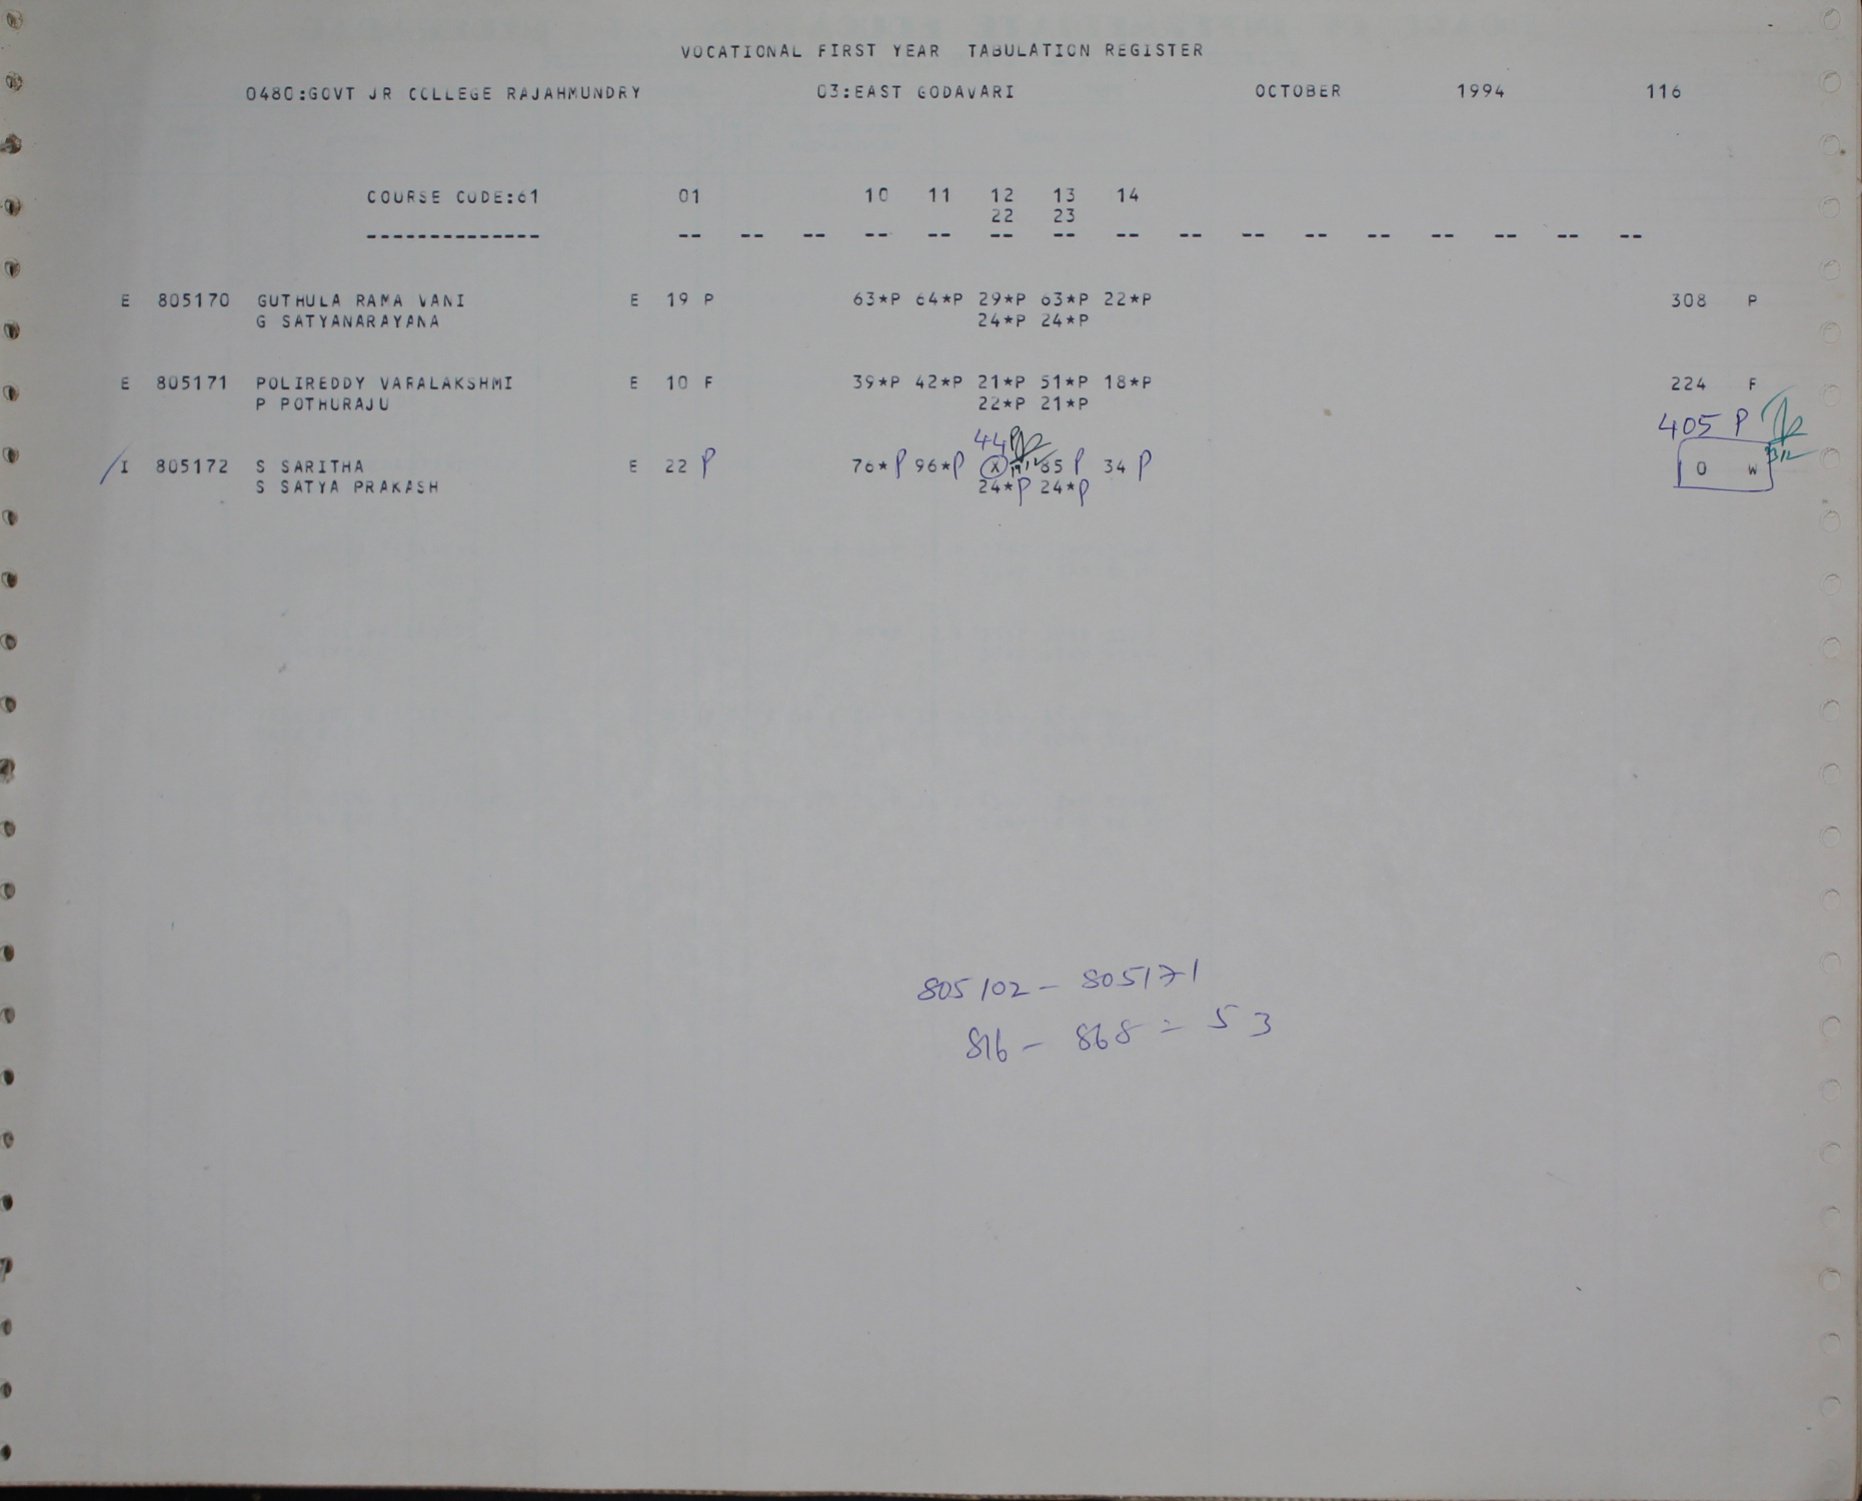 VOCATIONAL FIRST YEAR TABULATION REGISTER
0480:GOVT JR COLLEGE RAJAHMUNDRY 03:EAST GODAVARI OCTOBER 1994 116
COURSE CODE:61 01 10 11 12 13 14
22 23
-------------- -- -- -- -- -- -- -- -- -- -- -- -- -- -- -- --
E 805170 GUTHULA RAMA VANI E 19 P 63*P 64*P 29*P 63*P 22*P 308 P
G SATYANARAYANA 24*P 24*P
E 805171 POLIREDDY VARALAKSHMI E 10 F 39*P 42*P 21*P 51*P 18*P 224 F
P POTHURAJU 22*P 21*P
44 P 405 P
I 805172 S SARITHA E 22 P 76*P 96*P X 65 P 34 P 0 W
S SATYA PRAKASH 24*P 24*P
805102 - 805171
816 - 868 = 53